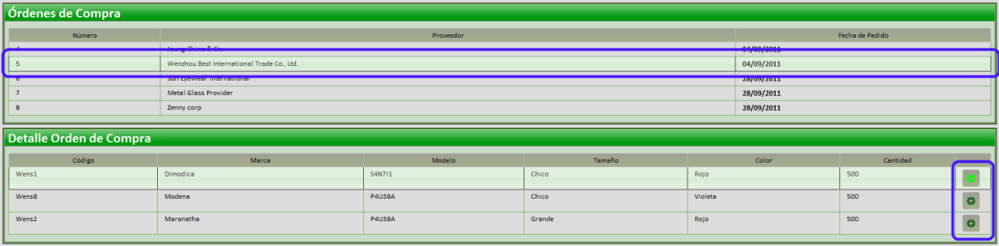 Órdenes de Compra
Número Proveedor Fecha de Pedido
4 Joung China & Co. 04/09/2011
5 Wenzhou Best International Trade Co., Ltd. 04/09/2011
6 Sun EyeWear International 28/09/2011
7 Metal Glass Provider 28/09/2011
8 Zenny corp 28/09/2011
Detalle Orden de Compra
Código Marca Modelo Tamaño Color Cantidad
Wens1 Dimodica S4N7I1 Chico Rojo 500
Wens8 Modena P4U38A Chico Violeta 500
Wens2 Maranatha P4U38A Grande Rojo 500